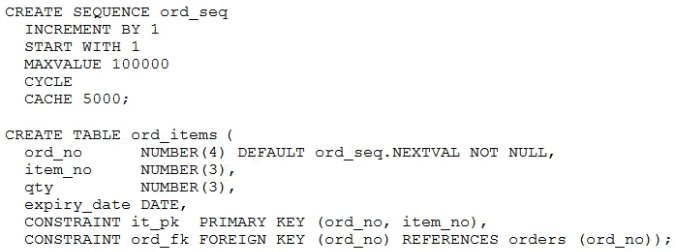 CREATE SEQUENCE ord_seq
INCREMENT BY 1
START WITH 1
MAXVALUE 100000
CYCLE
CACHE 5000;
CREATE TABLE ord_items (
ord_no NUMBER(4) DEFAULT ord_seq.NEXTVAL NOT NULL,
item_no NUMBER(3),
qty NUMBER(3),
expiry_date DATE,
CONSTRAINT it_pk PRIMARY KEY (ord_no, item_no),
CONSTRAINT ord_fk FOREIGN KEY (ord_no) REFERENCES orders (ord_no));